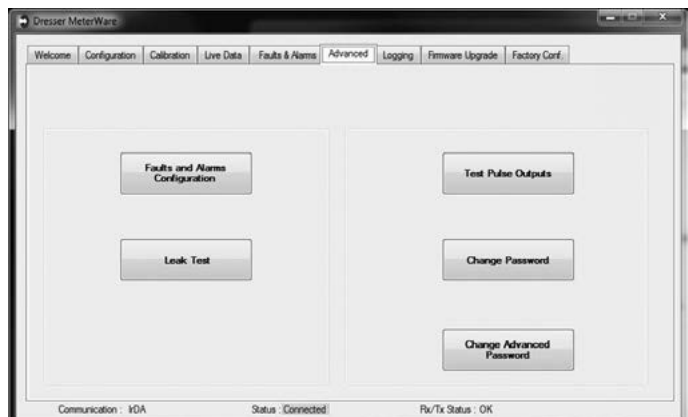 Dresser MeterWare
Welcome Configuration Calibration Live Data Faults & Alarms Advanced Logging Firmware Upgrade Factory Conf.
Faults and Alarms
Configuration
Test Pulse Outputs
Leak Test
Change Password
Change Advanced
Password
Communication : IrDA Status : Connected Rx/Tx Status : OK